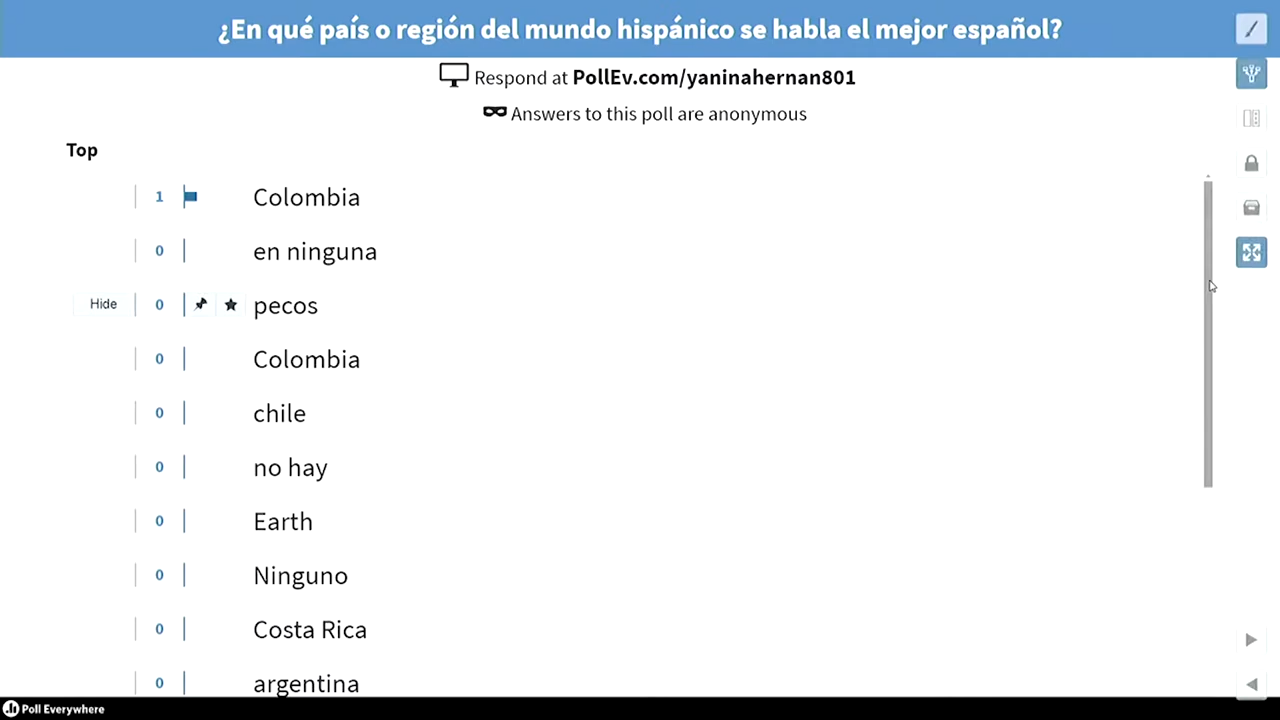 ¿En qué país o región del mundo hispánico se habla el mejor español?
Respond at PollEv.com/yaninahernan801
Answers to this poll are anonymous
Top
1 Colombia
0 en ninguna
Hide 0 pecos
0 Colombia
0 chile
0 no hay
0 Earth
0 Ninguno
0 Costa Rica
0 argentina
Poll Everywhere